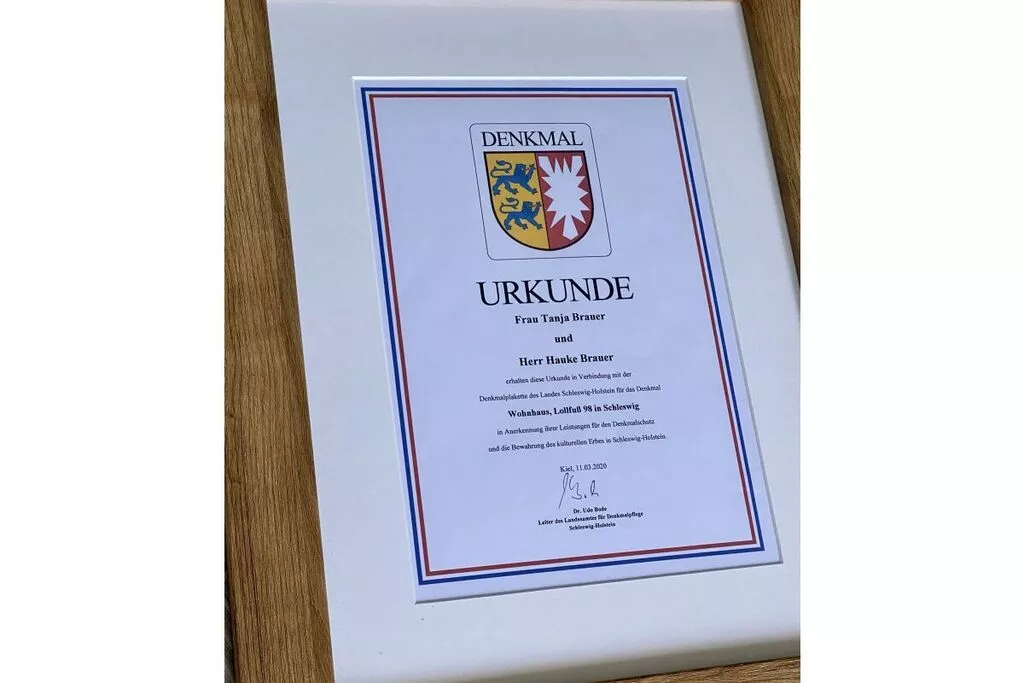 DENKMAL
URKUNDE
Frau Tanja Brauer
und
Herr Hauke Brauer
erhalten diese Urkunde in Verbindung mit der
Denkmalplakette des Landes Schleswig-Holstein für das Denkmal
Wohnhaus, Lollfuß 98 in Schleswig
in Anerkennung ihrer Leistungen für den Denkmalschutz
und die Bewahrung des kulturellen Erbes in Schleswig-Holstein.
Kiel, 11.03.2020
Dr. Udo Bode
Leiter des Landesamtes für Denkmalpflege
Schleswig-Holstein